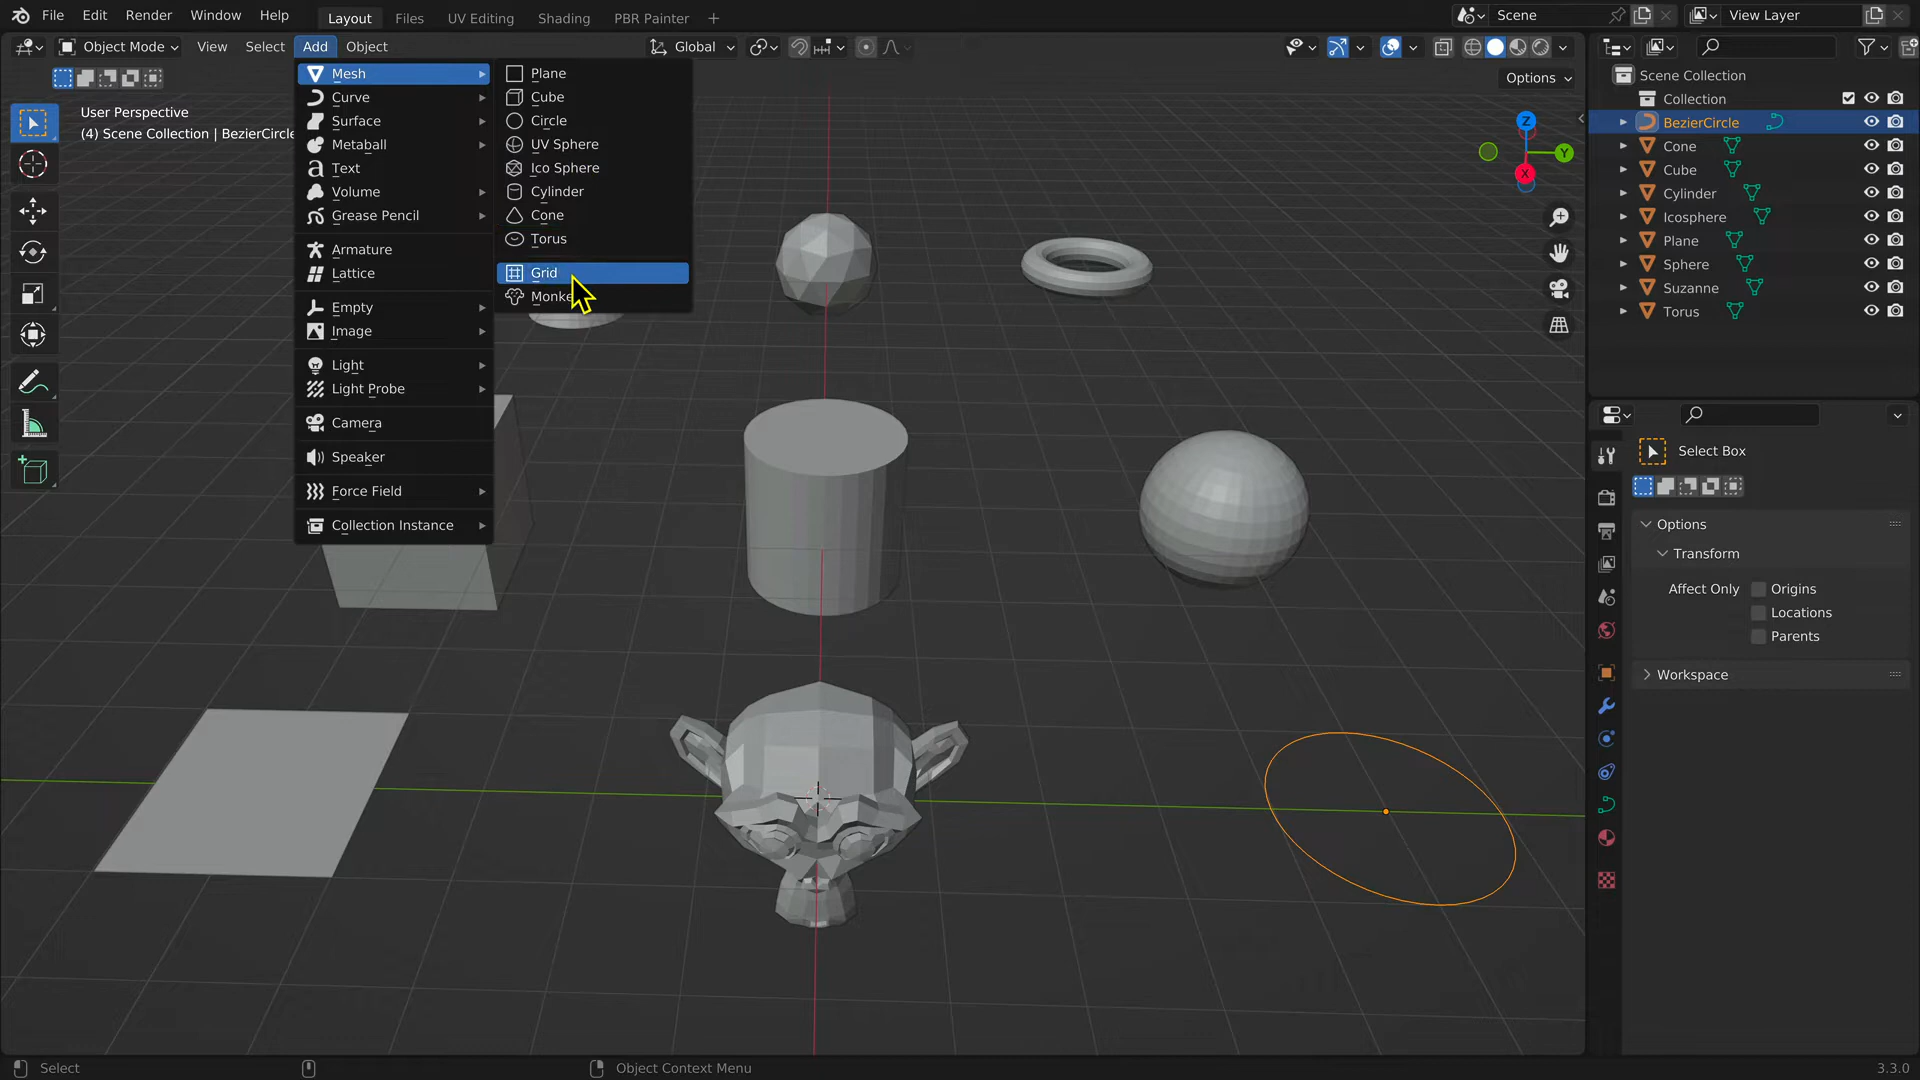 File Edit Render Window Help Layout Files UV Editing Shading PBR Painter + Scene View Layer
Object Mode View Select Add Object Global
Options
User Perspective
(4) Scene Collection | BezierCircle
Mesh
Curve
Surface
Metaball
Text
Volume
Grease Pencil
Armature
Lattice
Empty
Image
Light
Light Probe
Camera
Speaker
Force Field
Collection Instance
Plane
Cube
Circle
UV Sphere
Ico Sphere
Cylinder
Cone
Torus
Grid
Monke
Z
Y
X
Scene Collection
Collection
BezierCircle
Cone
Cube
Cylinder
Icosphere
Plane
Sphere
Suzanne
Torus
Select Box
Options
Transform
Affect Only Origins
Locations
Parents
Workspace
Select Object Context Menu 3.3.0